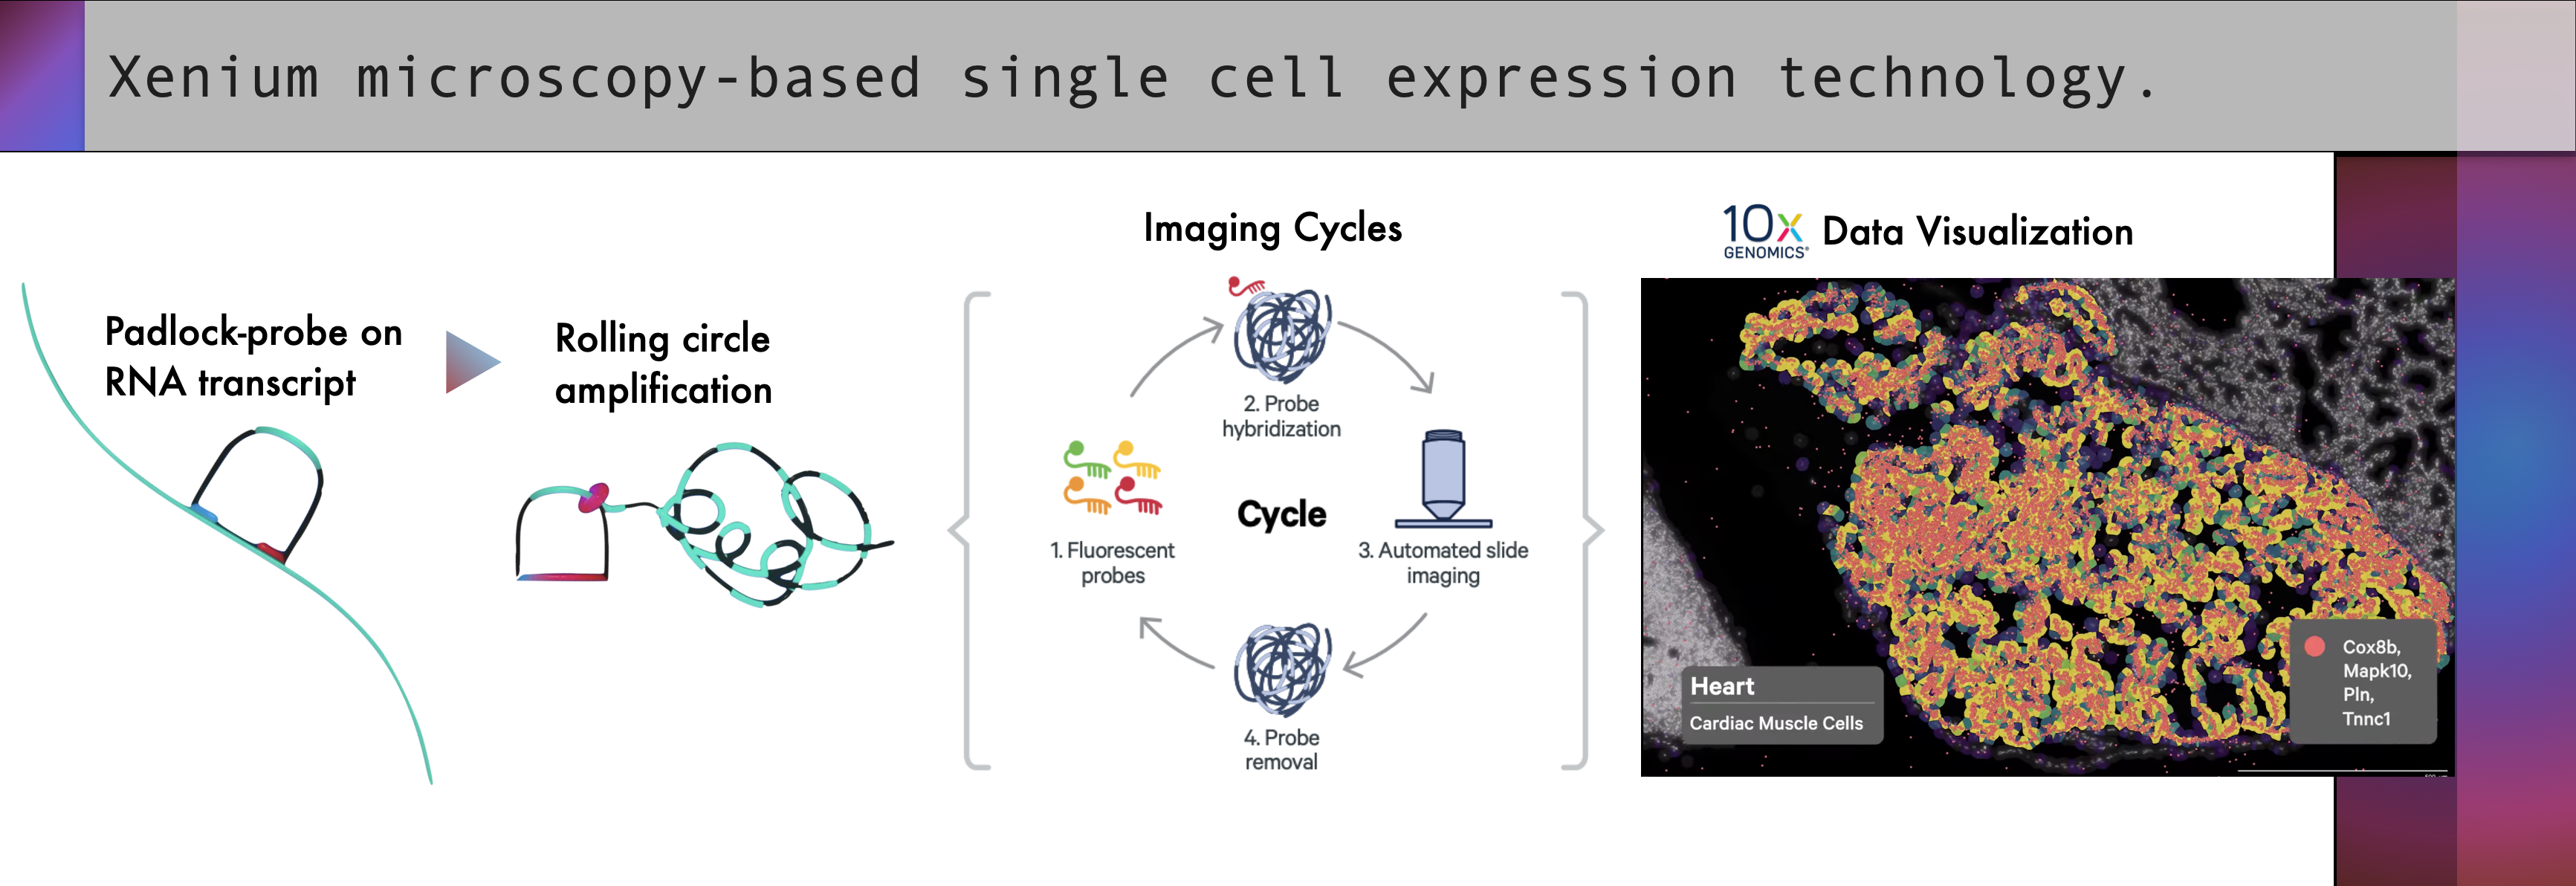 Xenium microscopy-based single cell expression technology.
Padlock-probe on
RNA transcript
Rolling circle
amplification
Imaging Cycles
2. Probe
hybridization
Cycle
1. Fluorescent
probes
3. Automated slide
imaging
4. Probe
removal
10x
GENOMICS®
Data Visualization
Heart
Cardiac Muscle Cells
Cox8b,
Mapk10,
Pln,
Tnnc1